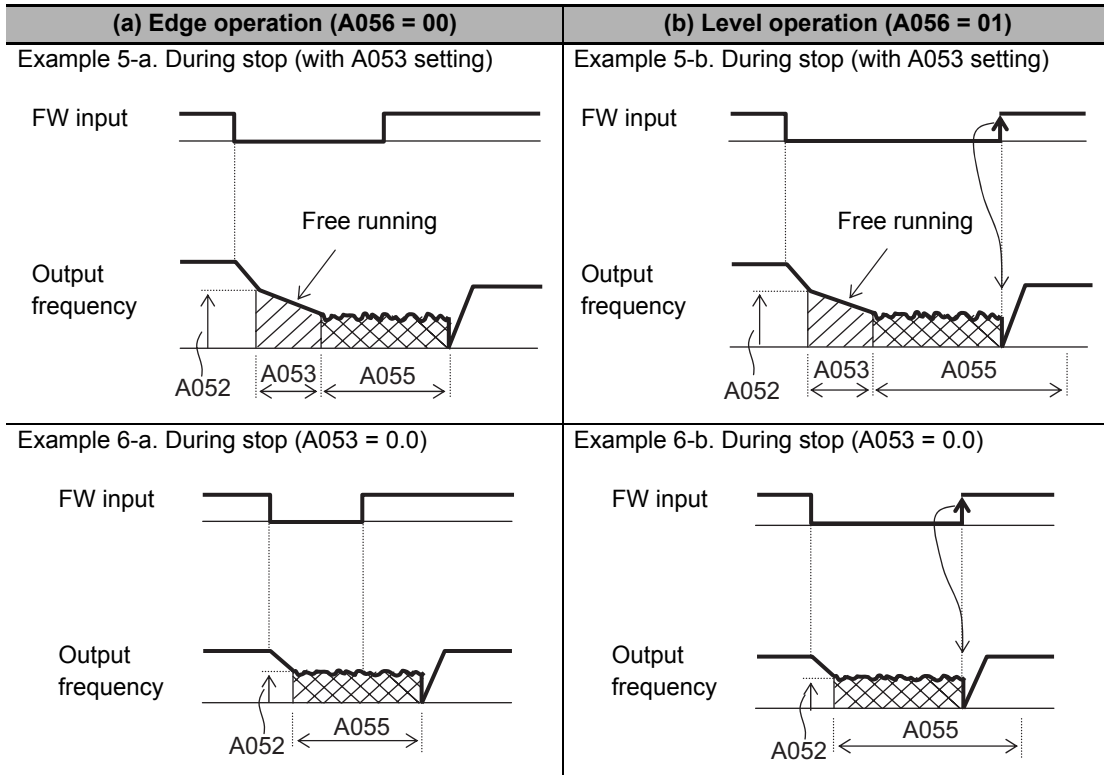 (a) Edge operation (A056 = 00)
(b) Level operation (A056 = 01)
Example 5-a. During stop (with A053 setting)
FW input
Free running
Output
frequency
A052
A053
A055
Example 5-b. During stop (with A053 setting)
FW input
Free running
Output
frequency
A052
A053
A055
Example 6-a. During stop (A053 = 0.0)
FW input
Output
frequency
A052
A055
Example 6-b. During stop (A053 = 0.0)
FW input
Output
frequency
A052
A055